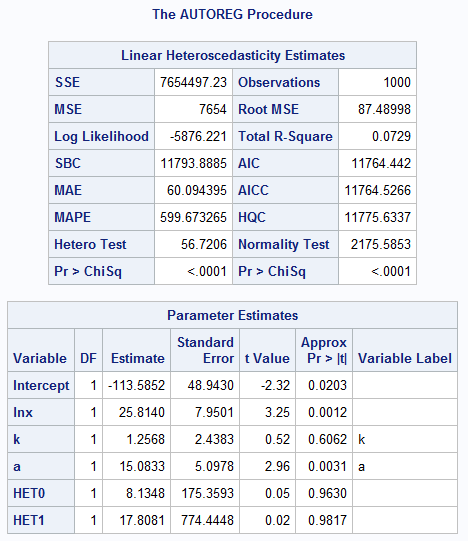 The AUTOREG Procedure
Linear Heteroscedasticity Estimates
SSE 7654497.23 Observations 1000
MSE 7654 Root MSE 87.48998
Log Likelihood -5876.221 Total R-Square 0.0729
SBC 11793.8885 AIC 11764.442
MAE 60.094395 AICC 11764.5266
MAPE 599.673265 HQC 11775.6337
Hetero Test 56.7206 Normality Test 2175.5853
Pr > ChiSq <.0001 Pr > ChiSq <.0001
Parameter Estimates
Variable DF Estimate Standard Error t Value Approx Pr > |t| Variable Label
Intercept 1 -113.5852 48.9430 -2.32 0.0203
lnx 1 25.8140 7.9501 3.25 0.0012
k 1 1.2568 2.4383 0.52 0.6062 k
a 1 15.0833 5.0978 2.96 0.0031 a
HET0 1 8.1348 175.3593 0.05 0.9630
HET1 1 17.8081 774.4448 0.02 0.9817